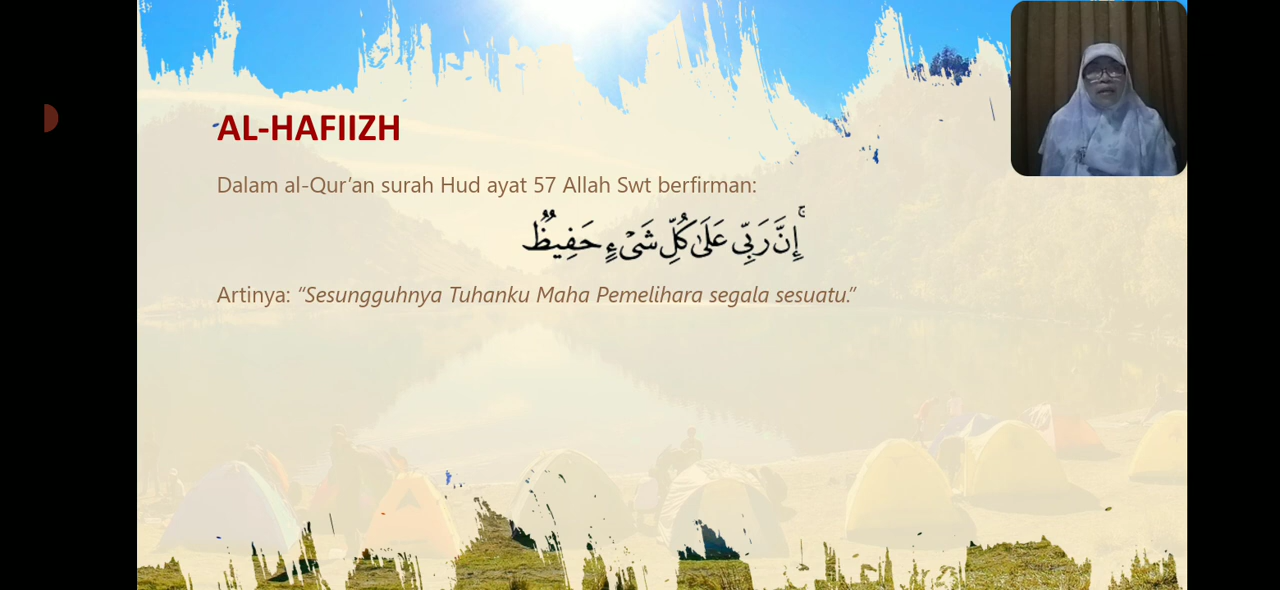 AL-HAFIIZH
Dalam al-Qur’an surah Hud ayat 57 Allah Swt berfirman:
إِنَّ رَبِّى عَلَىٰ كُلِّ شَىْءٍ حَفِيظٌ ۚ
Artinya: “Sesungguhnya Tuhanku Maha Pemelihara segala sesuatu.”